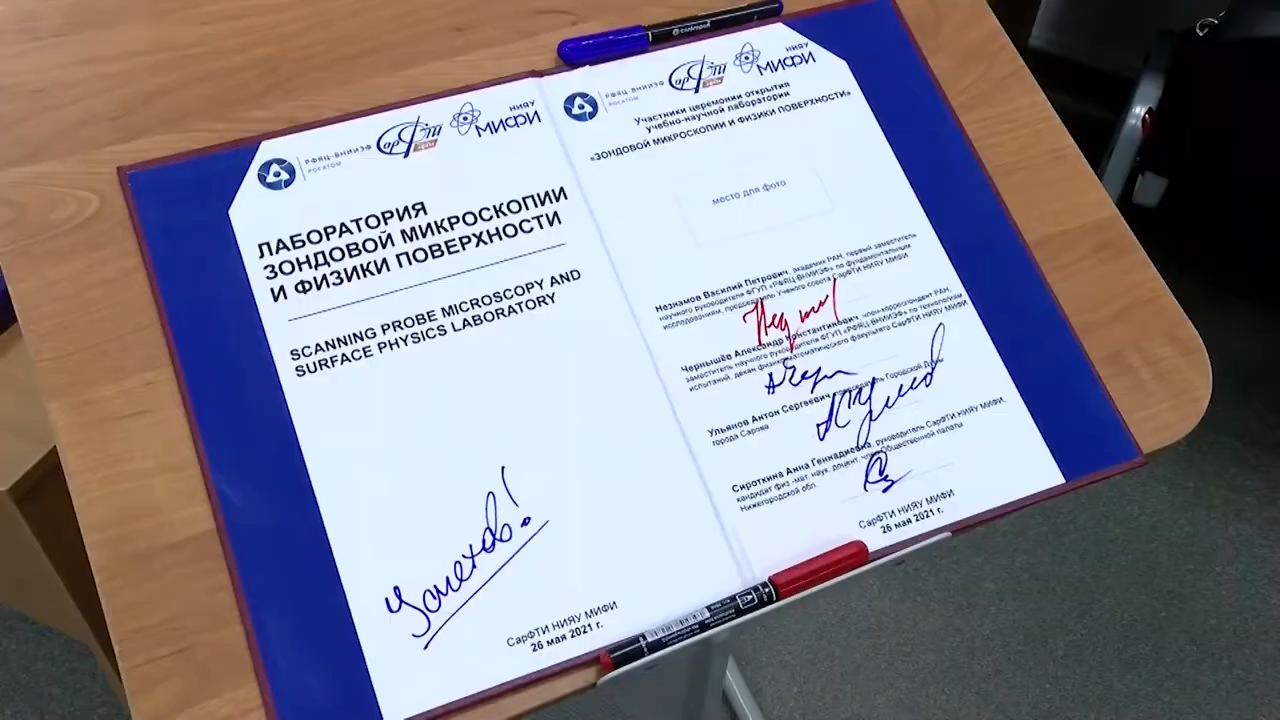 РФЯЦ-ВНИИЭФ
РОСАТОМ
СарФТИ
НИЯУ
МИФИ
ЛАБОРАТОРИЯ
ЗОНДОВОЙ МИКРОСКОПИИ
И ФИЗИКИ ПОВЕРХНОСТИ
SCANNING PROBE MICROSCOPY AND
SURFACE PHYSICS LABORATORY
Успехов!
СарФТИ НИЯУ МИФИ
26 мая 2021 г.
РФЯЦ-ВНИИЭФ
РОСАТОМ
СарФТИ
НИЯУ
МИФИ
Участники церемонии открытия
учебно-научной лаборатории
«ЗОНДОВОЙ МИКРОСКОПИИ И ФИЗИКИ ПОВЕРХНОСТИ»
место для фото
Незнамов Василий Петрович, академик РАН, первый заместитель
научного руководителя ФГУП «РФЯЦ-ВНИИЭФ» по фундаментальным
исследованиям, председатель Ученого совета СарФТИ НИЯУ МИФИ
Чернышёв Александр Константинович, член-корреспондент РАН,
заместитель научного руководителя ФГУП «РФЯЦ-ВНИИЭФ» по технологиям
испытаний, декан физико-математического факультета СарФТИ НИЯУ МИФИ
Ульянов Антон Сергеевич, председатель Городской Думы
города Сарова
Сироткина Анна Геннадиевна, руководитель СарФТИ НИЯУ МИФИ,
кандидат физ.-мат. наук, доцент, член Общественной палаты
Нижегородской обл.
СарФТИ НИЯУ МИФИ
26 мая 2021 г.
centropen